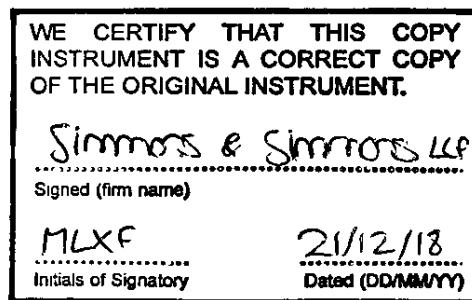 WE CERTIFY THAT THIS COPY
INSTRUMENT IS A CORRECT COPY
OF THE ORIGINAL INSTRUMENT.
Simmons & Simmons LLP
Signed (firm name)
MLXF 21/12/18
Initials of Signatory Dated (DD/MM/YY)